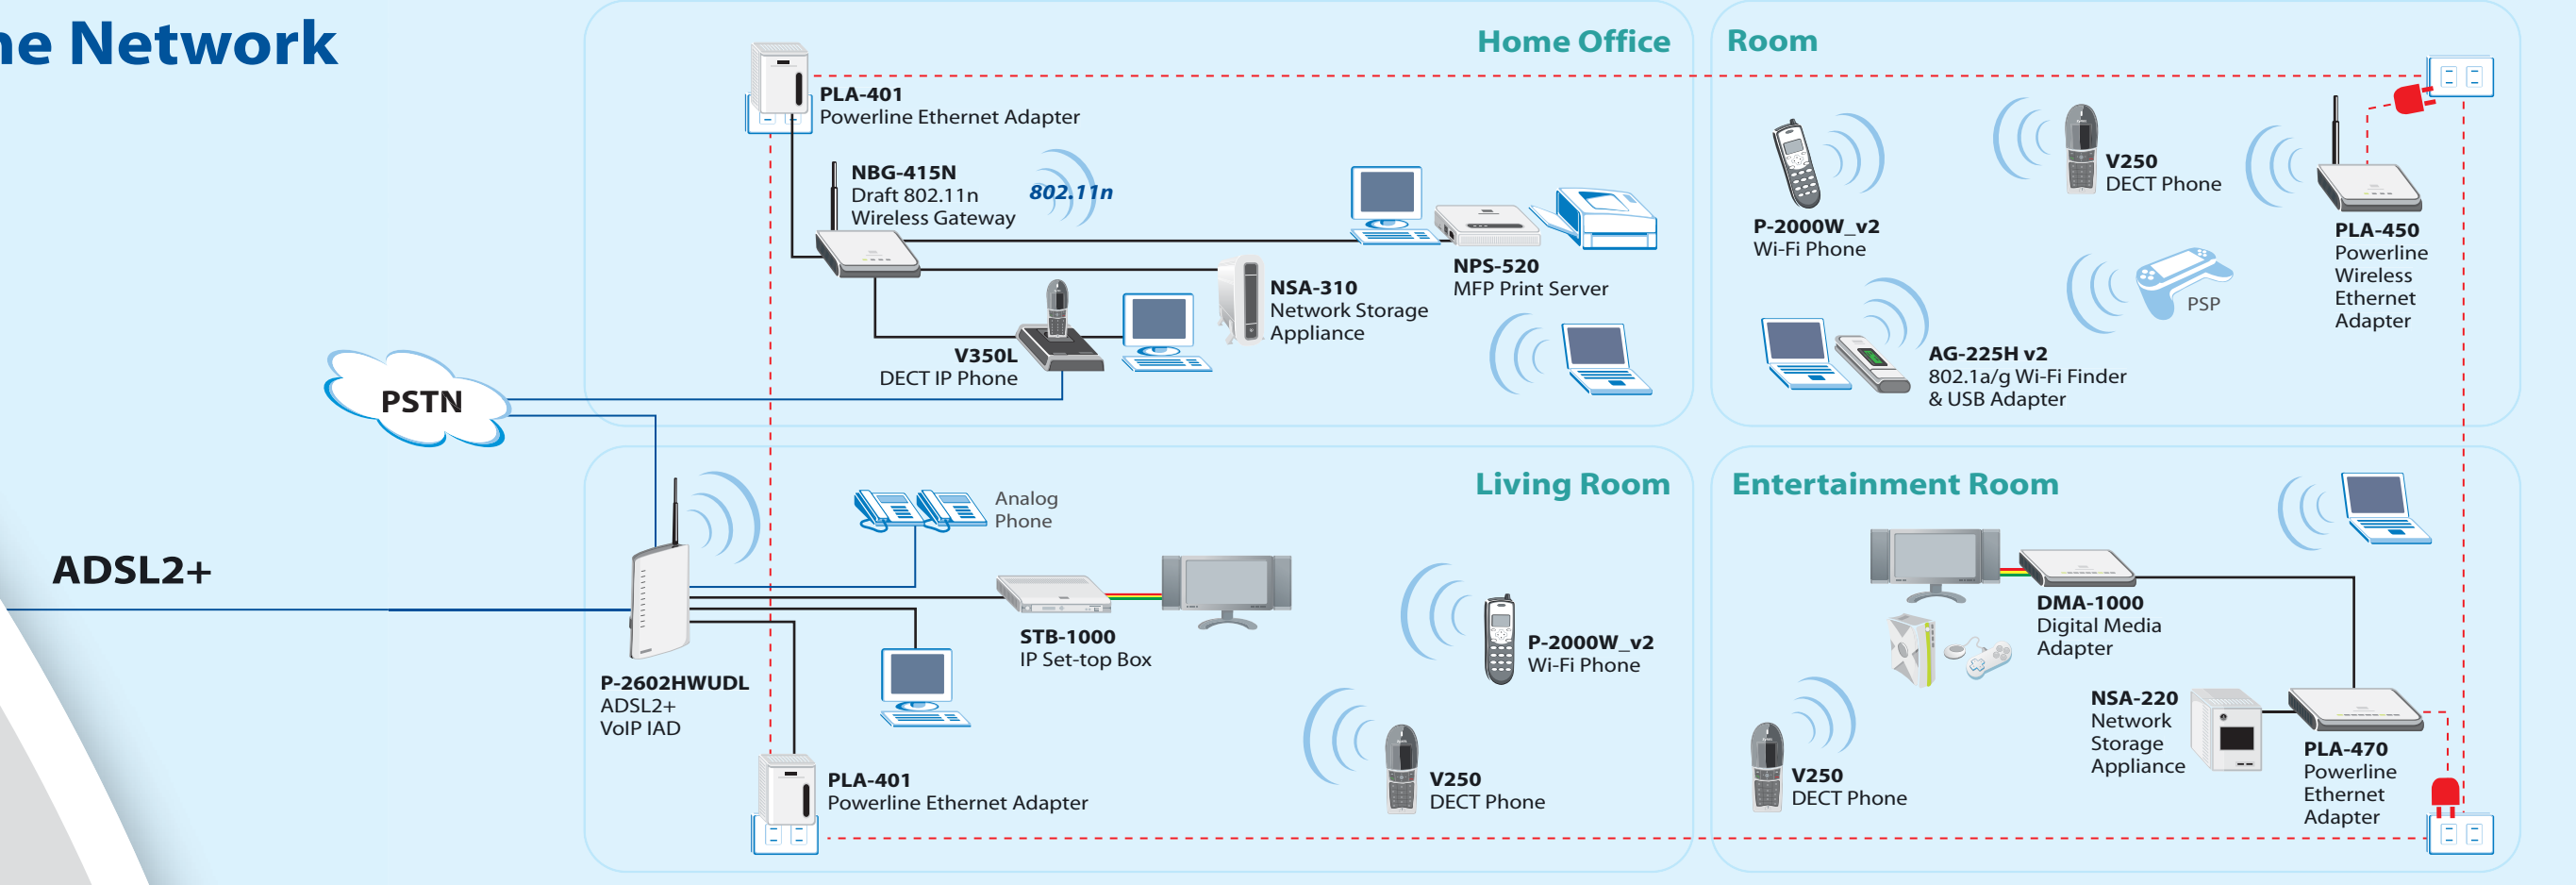 ne Network
Home Office
PLA-401
Powerline Ethernet Adapter
NBG-415N
Draft 802.11n
Wireless Gateway
802.11n
NPS-520
MFP Print Server
NSA-310
Network Storage
Appliance
V350L
DECT IP Phone
Room
P-2000W_v2
Wi-Fi Phone
V250
DECT Phone
PLA-450
Powerline
Wireless
Ethernet
Adapter
PSP
AG-225H v2
802.1a/g Wi-Fi Finder
& USB Adapter
PSTN
ADSL2+
Living Room
Analog
Phone
STB-1000
IP Set-top Box
P-2602HWUDL
ADSL2+
VoIP IAD
P-2000W_v2
Wi-Fi Phone
PLA-401
Powerline Ethernet Adapter
V250
DECT Phone
Entertainment Room
DMA-1000
Digital Media
Adapter
NSA-220
Network
Storage
Appliance
PLA-470
Powerline
Ethernet
Adapter
V250
DECT Phone